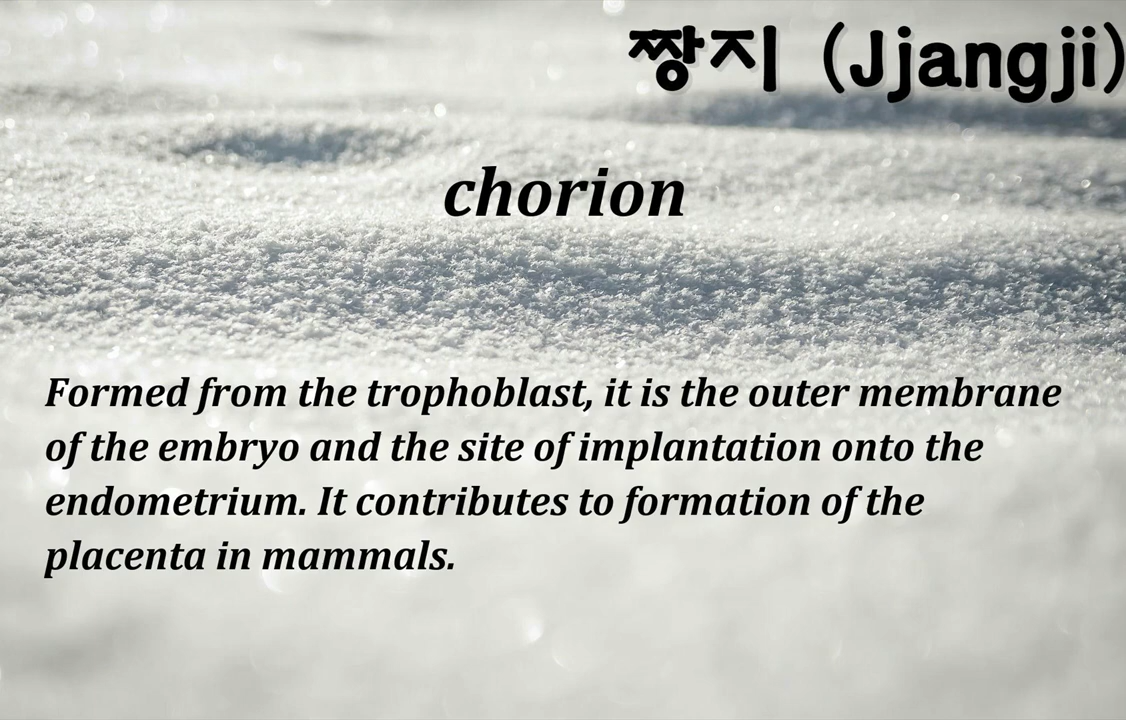 짱지 (Jjangji)
chorion
Formed from the trophoblast, it is the outer membrane
of the embryo and the site of implantation onto the
endometrium. It contributes to formation of the
placenta in mammals.